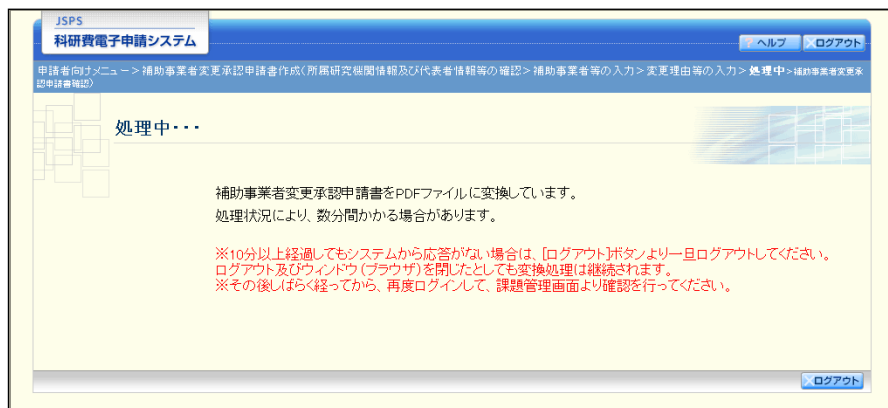 JSPS
科研費電子申請システム
? ヘルプ
ログアウト
申請者向けメニュー>補助事業者変更承認申請書作成(所属研究機関情報及び代表者情報等の確認>補助事業者等の入力>変更理由等の入力>処理中>補助事業者変更承
認申請書確認)
処理中・・・
補助事業者変更承認申請書をPDFファイルに変換しています。
処理状況により、数分間かかる場合があります。
※10分以上経過してもシステムから応答がない場合は、[ログアウト]ボタンより一旦ログアウトしてください。
ログアウト及びウィンドウ(ブラウザ)を閉じたとしても変換処理は継続されます。
※その後しばらく経ってから、再度ログインして、課題管理画面より確認を行ってください。
ログアウト